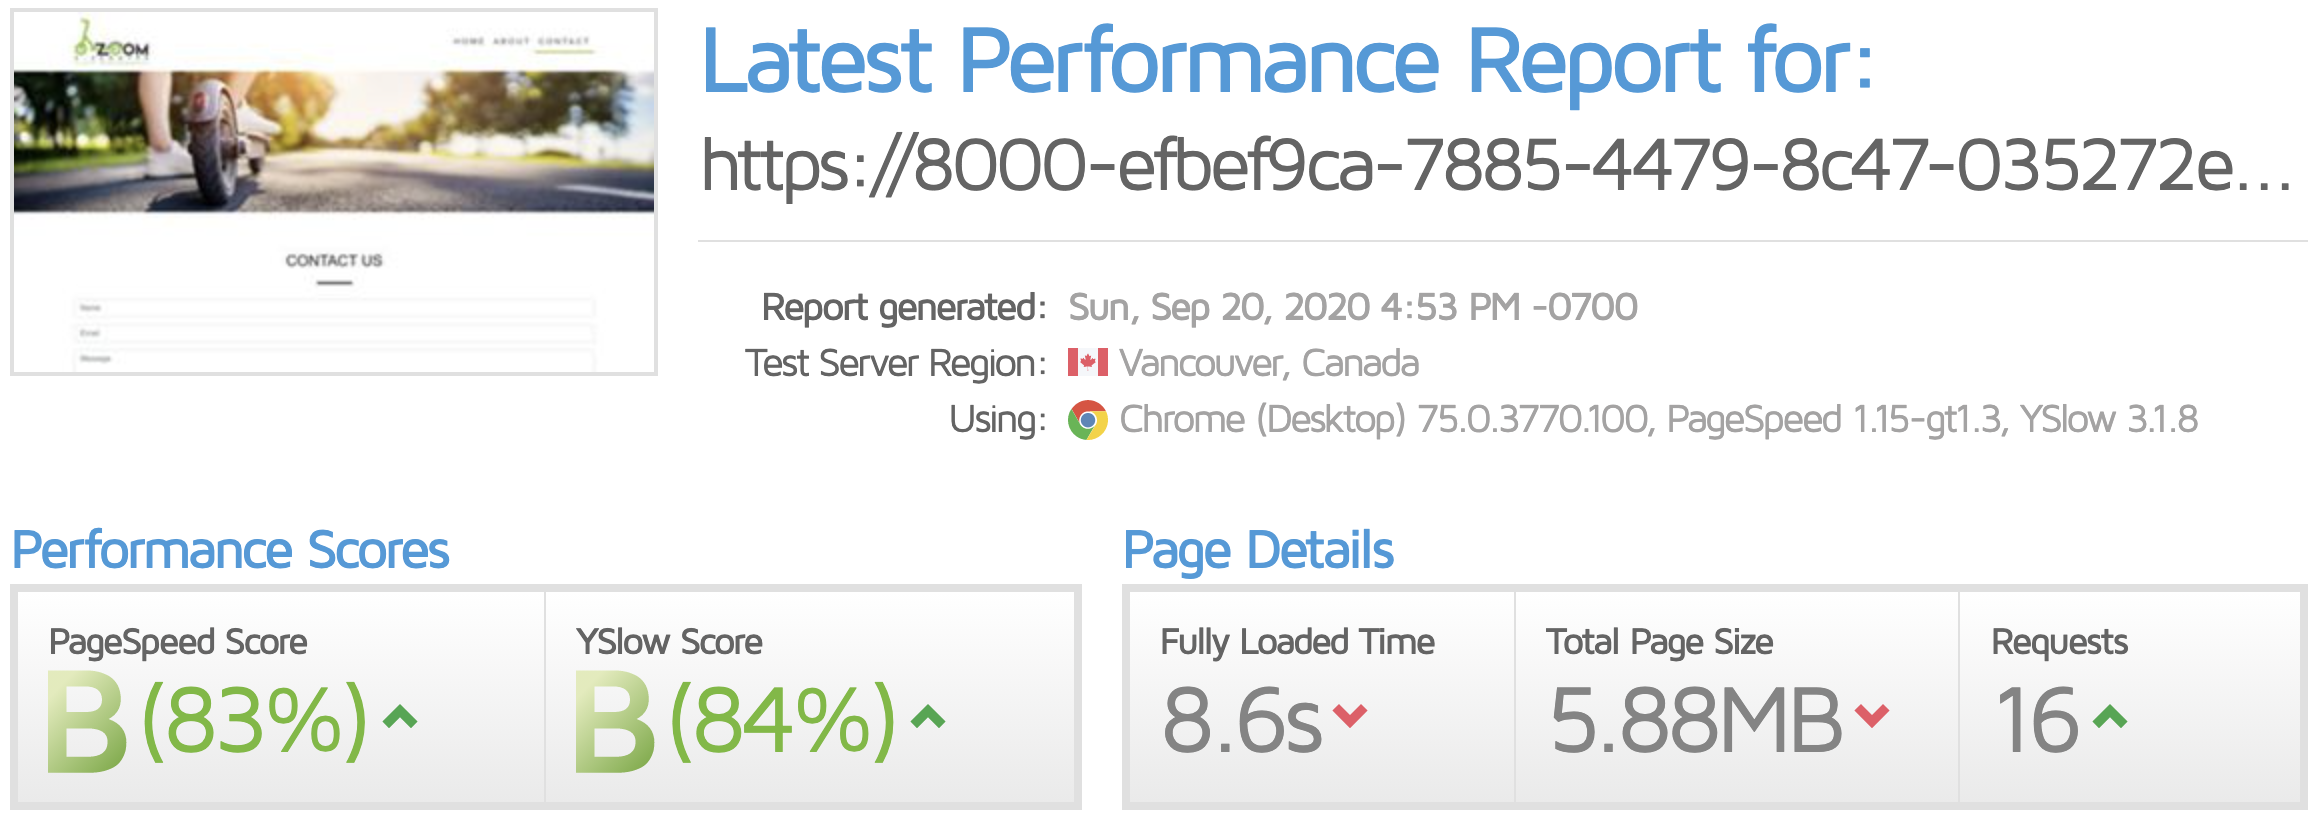 ZOOM
HOME ABOUT CONTACT
CONTACT US
Name
Email
Message
Latest Performance Report for:
https://8000-efbef9ca-7885-4479-8c47-035272e...
Report generated: Sun, Sep 20, 2020 4:53 PM -0700
Test Server Region: Vancouver, Canada
Using: Chrome (Desktop) 75.0.3770.100, PageSpeed 1.15-gt1.3, YSlow 3.1.8
Performance Scores
PageSpeed Score
B (83%)
YSlow Score
B (84%)
Page Details
Fully Loaded Time
8.6s
Total Page Size
5.88MB
Requests
16